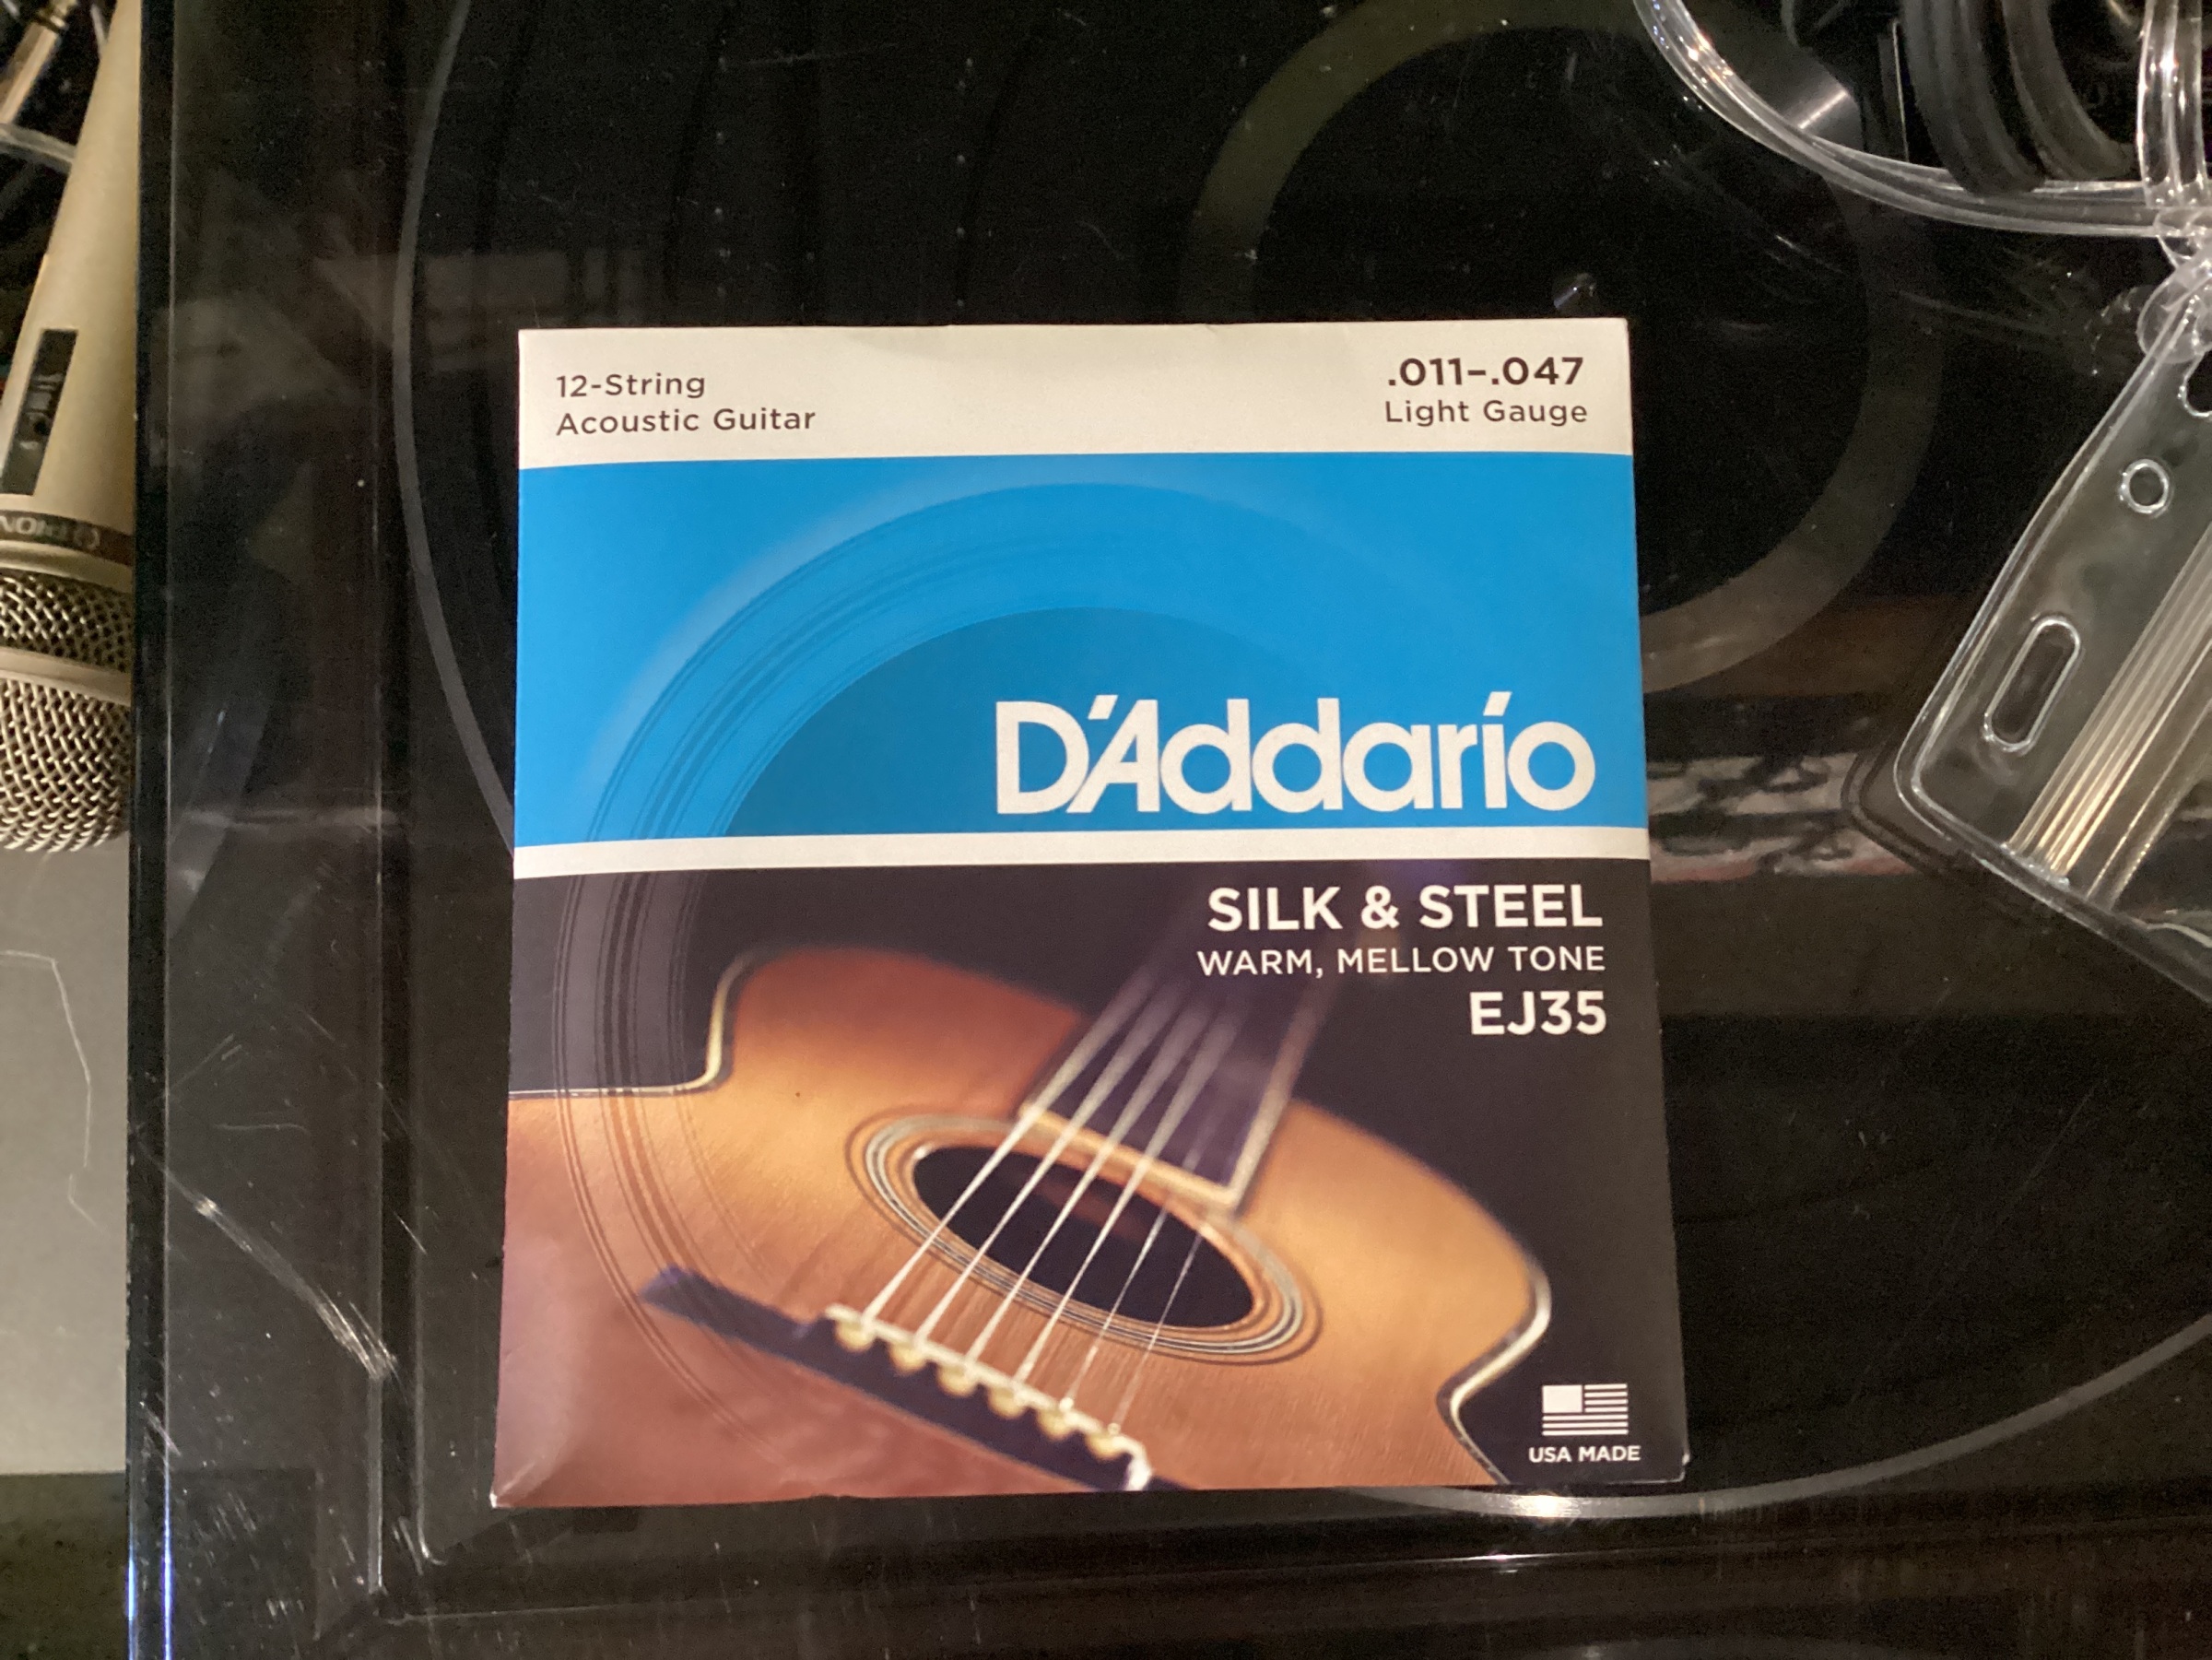 12-String
Acoustic Guitar
.011–.047
Light Gauge
D'Addario
SILK & STEEL
WARM, MELLOW TONE
EJ35
USA MADE